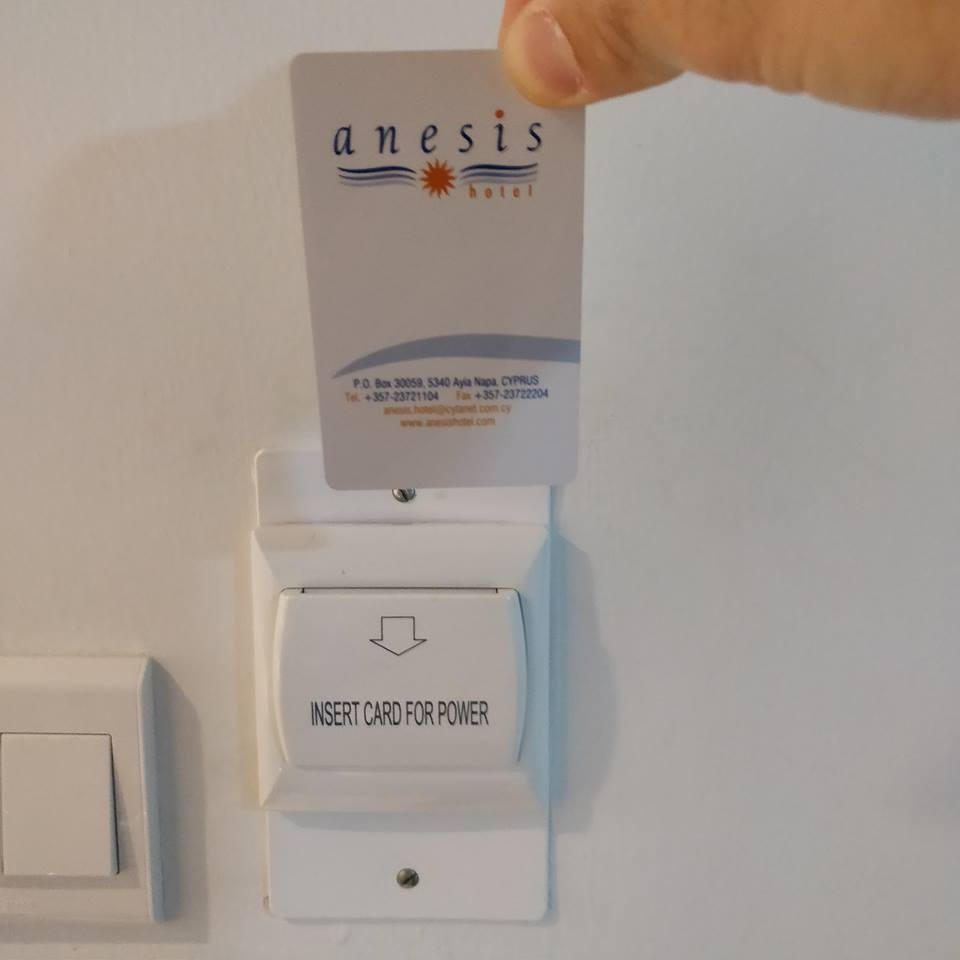 anesis
hotel
P.O. Box 30059, 5340 Ayia Napa, CYPRUS
Tel. +357-23721104 Fax +357-23722204
anesis.hotel@cytanet.com.cy
www.anesishotel.com
INSERT CARD FOR POWER